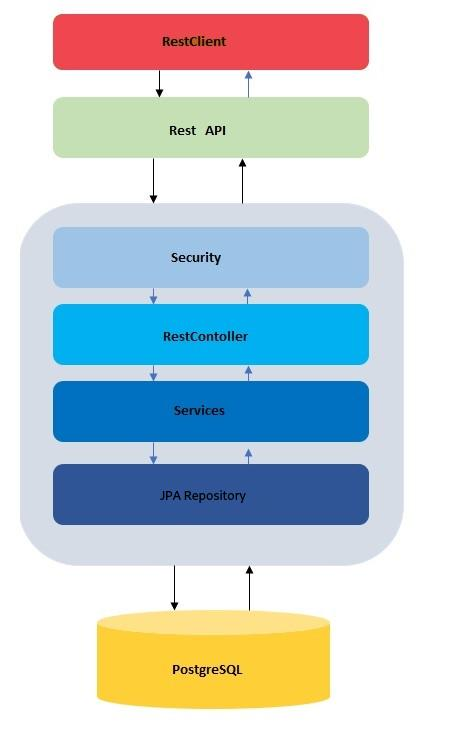 RestClient
Rest API
Security
RestContoller
Services
JPA Repository
PostgreSQL